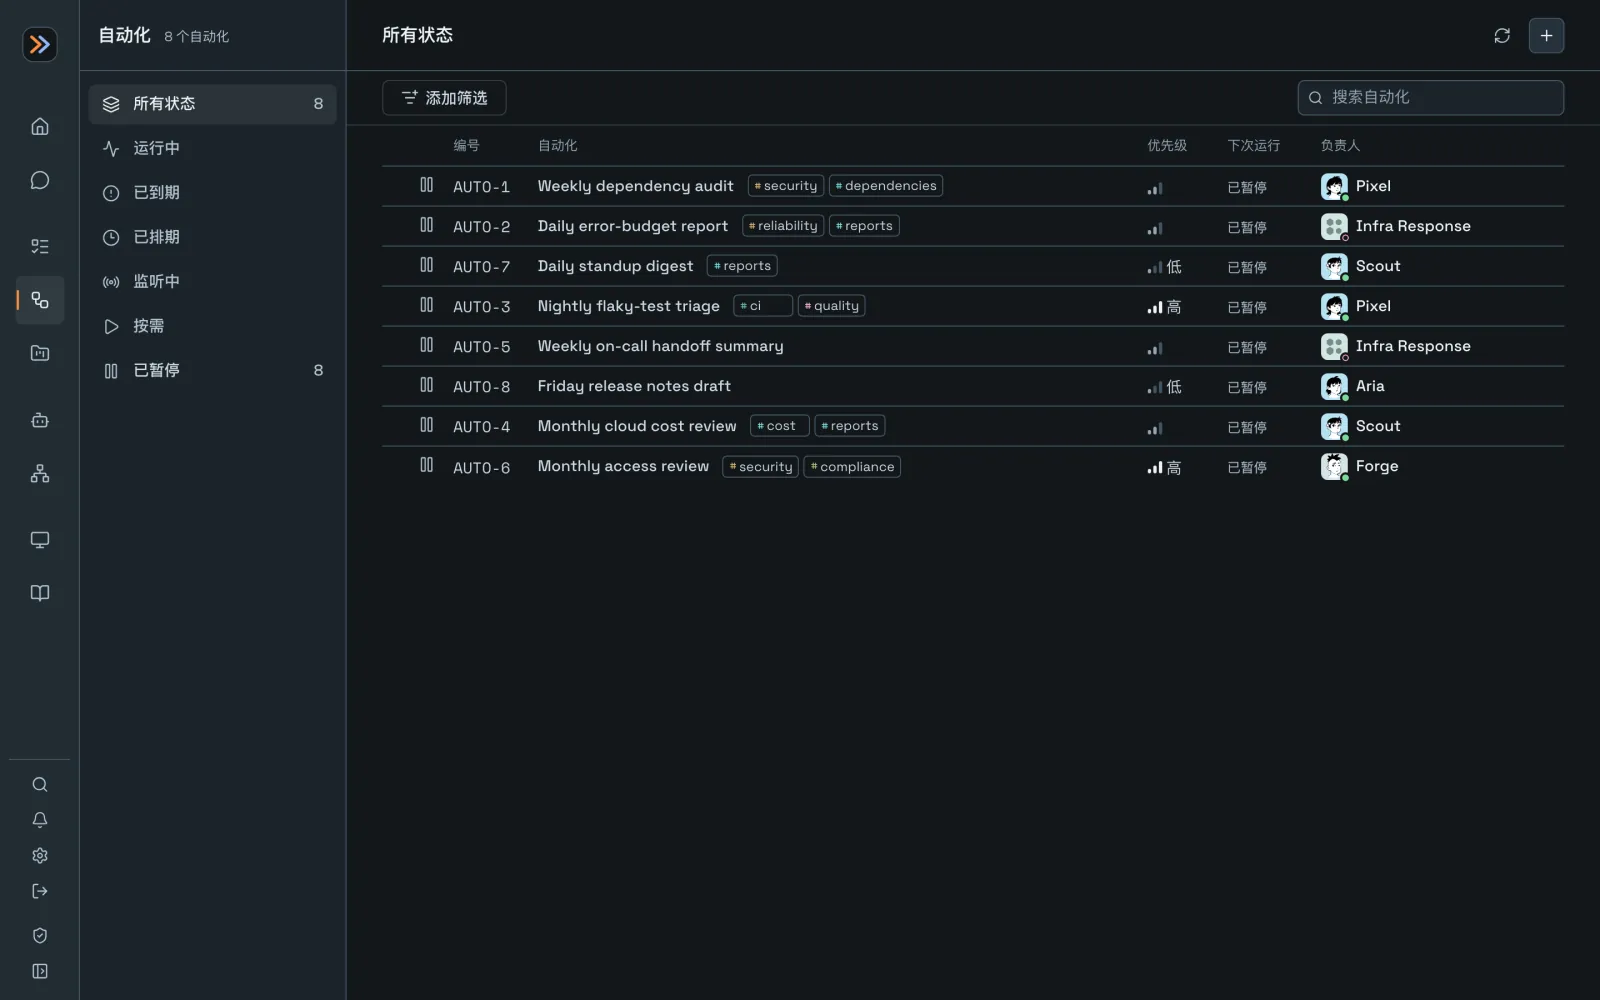 自动化 8 个自动化
所有状态 8
运行中
已到期
已排期
监听中
按需
已暂停 8
所有状态
添加筛选
搜索自动化
编号 自动化 优先级 下次运行 负责人
AUTO-1 Weekly dependency audit #security #dependencies 已暂停 Pixel
AUTO-2 Daily error-budget report #reliability #reports 已暂停 Infra Response
AUTO-7 Daily standup digest #reports 低 已暂停 Scout
AUTO-3 Nightly flaky-test triage #ci #quality 高 已暂停 Pixel
AUTO-5 Weekly on-call handoff summary 已暂停 Infra Response
AUTO-8 Friday release notes draft 低 已暂停 Aria
AUTO-4 Monthly cloud cost review #cost #reports 已暂停 Scout
AUTO-6 Monthly access review #security #compliance 高 已暂停 Forge